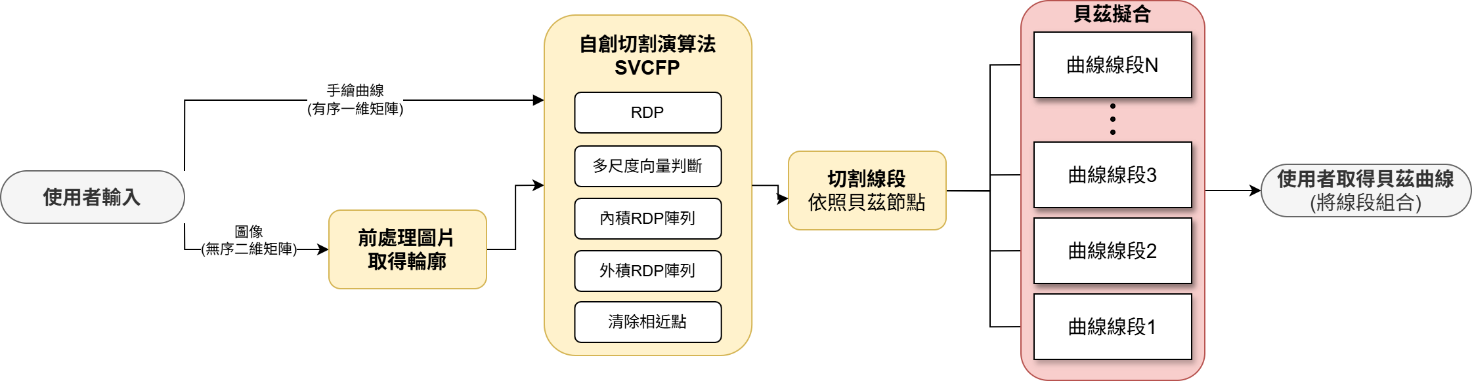 使用者輸入
手繪曲線
(有序一維矩陣)
圖像
(無序二維矩陣)
前處理圖片
取得輪廓
自創切割演算法
SVCFP
RDP
多尺度向量判斷
內積RDP陣列
外積RDP陣列
清除相近點
切割線段
依照貝茲節點
貝茲擬合
曲線線段N
曲線線段3
曲線線段2
曲線線段1
使用者取得貝茲曲線
(將線段組合)